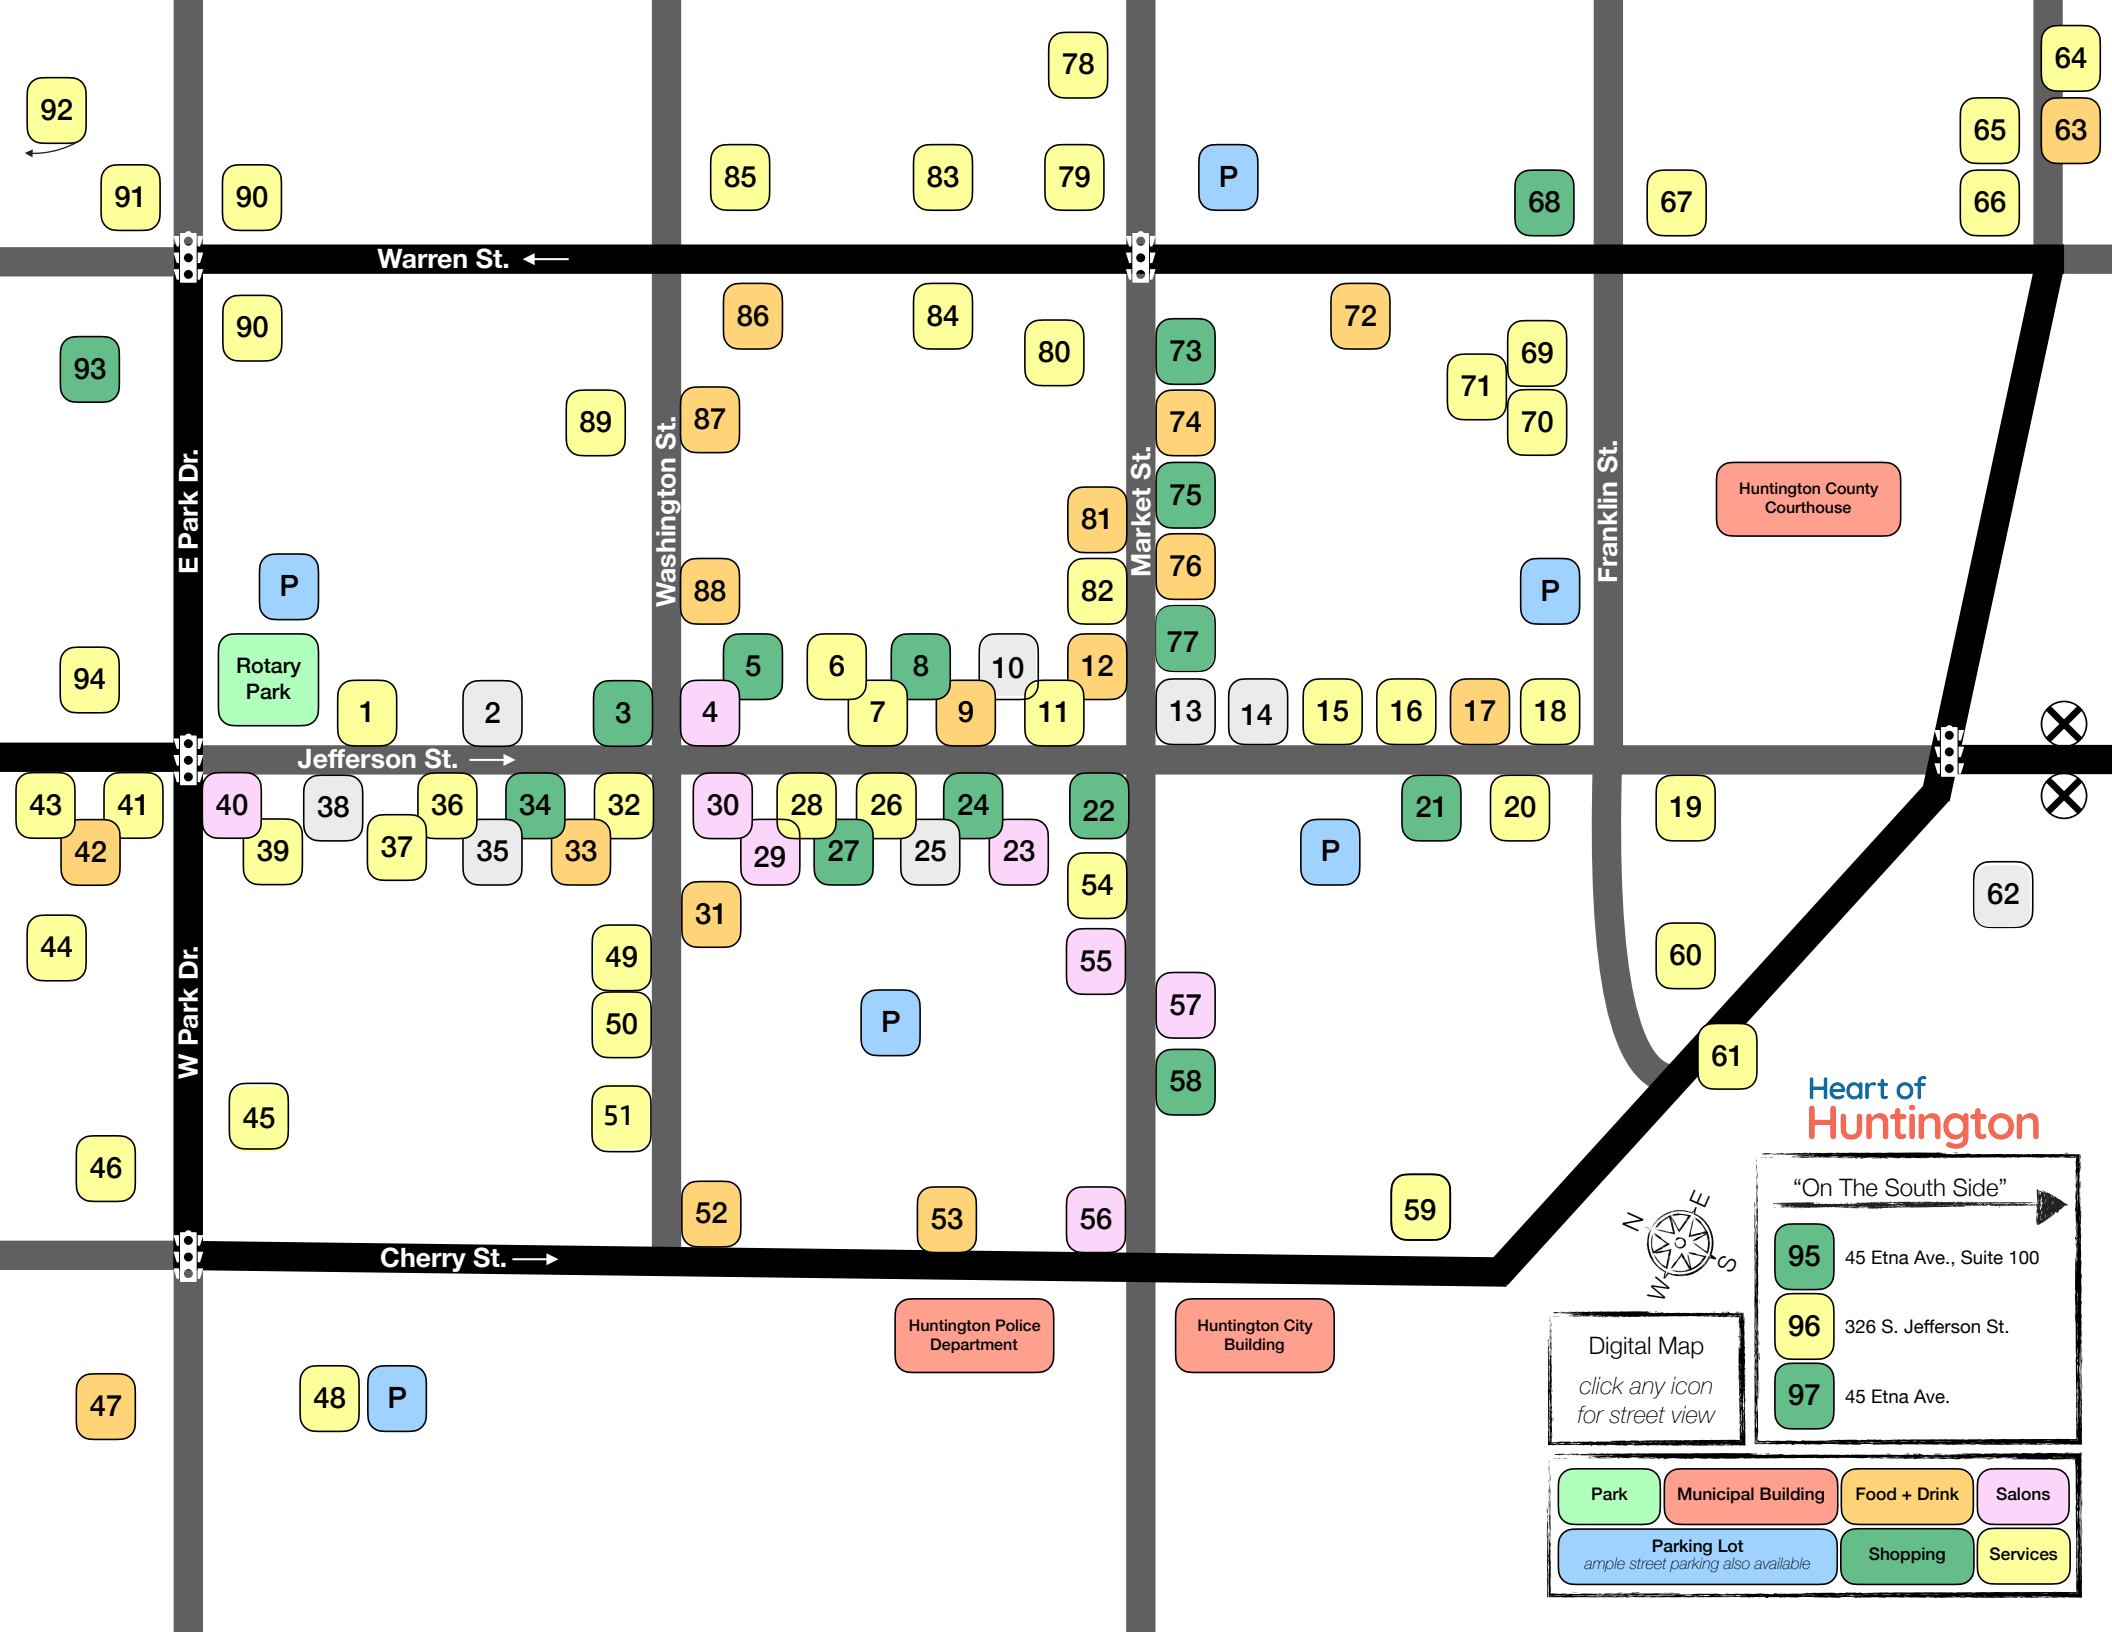 78
64
92
65
63
91
90
85
83
79
P
68
67
66
Warren St.
90
86
84
80
73
72
69
93
71
89
87
74
70
E Park Dr.
Washington St.
Market St.
Franklin St.
75
Huntington County
Courthouse
81
76
P
88
82
P
Rotary
Park
94
1
2
3
4
5
6
7
8
9
10
11
12
77
13
14
15
16
17
18
Jefferson St.
43
42
41
40
39
38
37
36
35
34
33
32
30
29
28
27
26
25
24
23
22
P
21
20
19
44
31
54
62
49
55
60
W Park Dr.
50
P
57
61
45
51
58
46
52
53
56
59
Cherry St.
Huntington Police
Department
Huntington City
Building
47
48
P
Heart of
Huntington
N
E
S
W
“On The South Side”
95
45 Etna Ave., Suite 100
96
326 S. Jefferson St.
97
45 Etna Ave.
Digital Map
click any icon
for street view
Park
Municipal Building
Food + Drink
Salons
Parking Lot
ample street parking also available
Shopping
Services